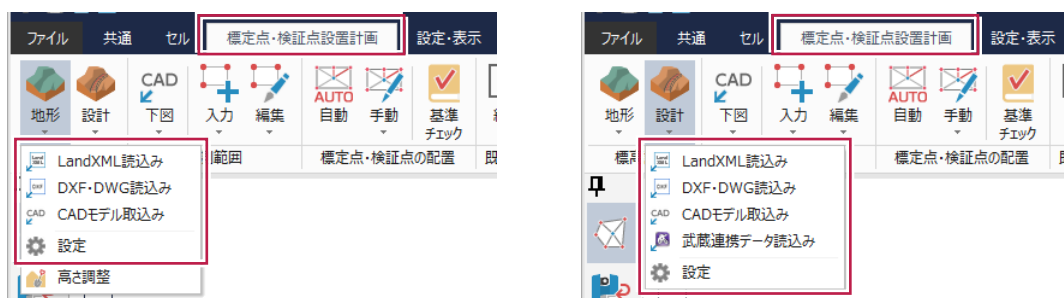 ファイル 共通 セル 標定点・検証点設置計画 設定・表示
CAD
AUTO
地形 設計 下図 入力 編集 自動 手動 基準
チェック
範囲 標定点・検証点の配置
LandXML読込み
DXF・DWG読込み
CADモデル取込み
設定
高さ調整
ファイル 共通 セル 標定点・検証点設置計画 設定・表示
CAD
AUTO
地形 設計 下図 入力 編集 自動 手動 基準
チェック
標高 標定点・検証点の配置
LandXML読込み
DXF・DWG読込み
CADモデル取込み
武蔵連携データ読込み
設定